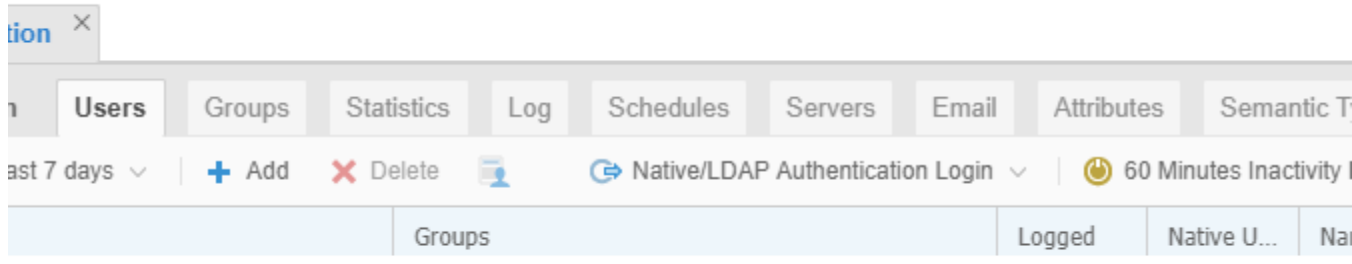 tion
n Users Groups Statistics Log Schedules Servers Email Attributes Semantic Ty
ast 7 days Add Delete Native/LDAP Authentication Login 60 Minutes Inactivity
Groups Logged Native U... Nar